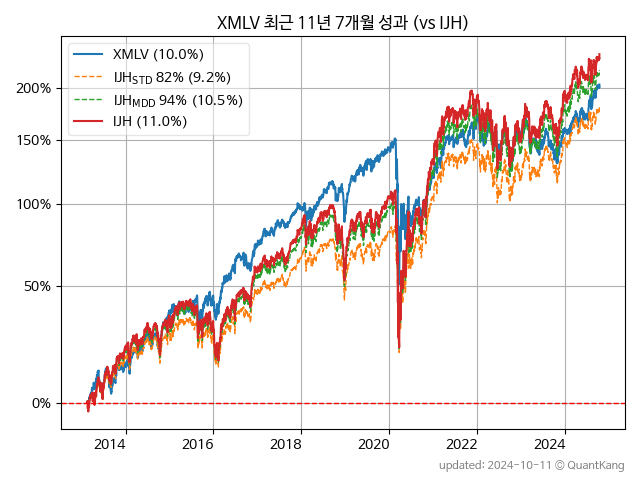 XMLV 최근 11년 7개월 성과 (vs IJH)
XMLV (10.0%)
IJH_STD 82% (9.2%)
IJH_MDD 94% (10.5%)
IJH (11.0%)
200%
150%
100%
50%
0%
2014 2016 2018 2020 2022 2024
updated: 2024-10-11 © QuantKang